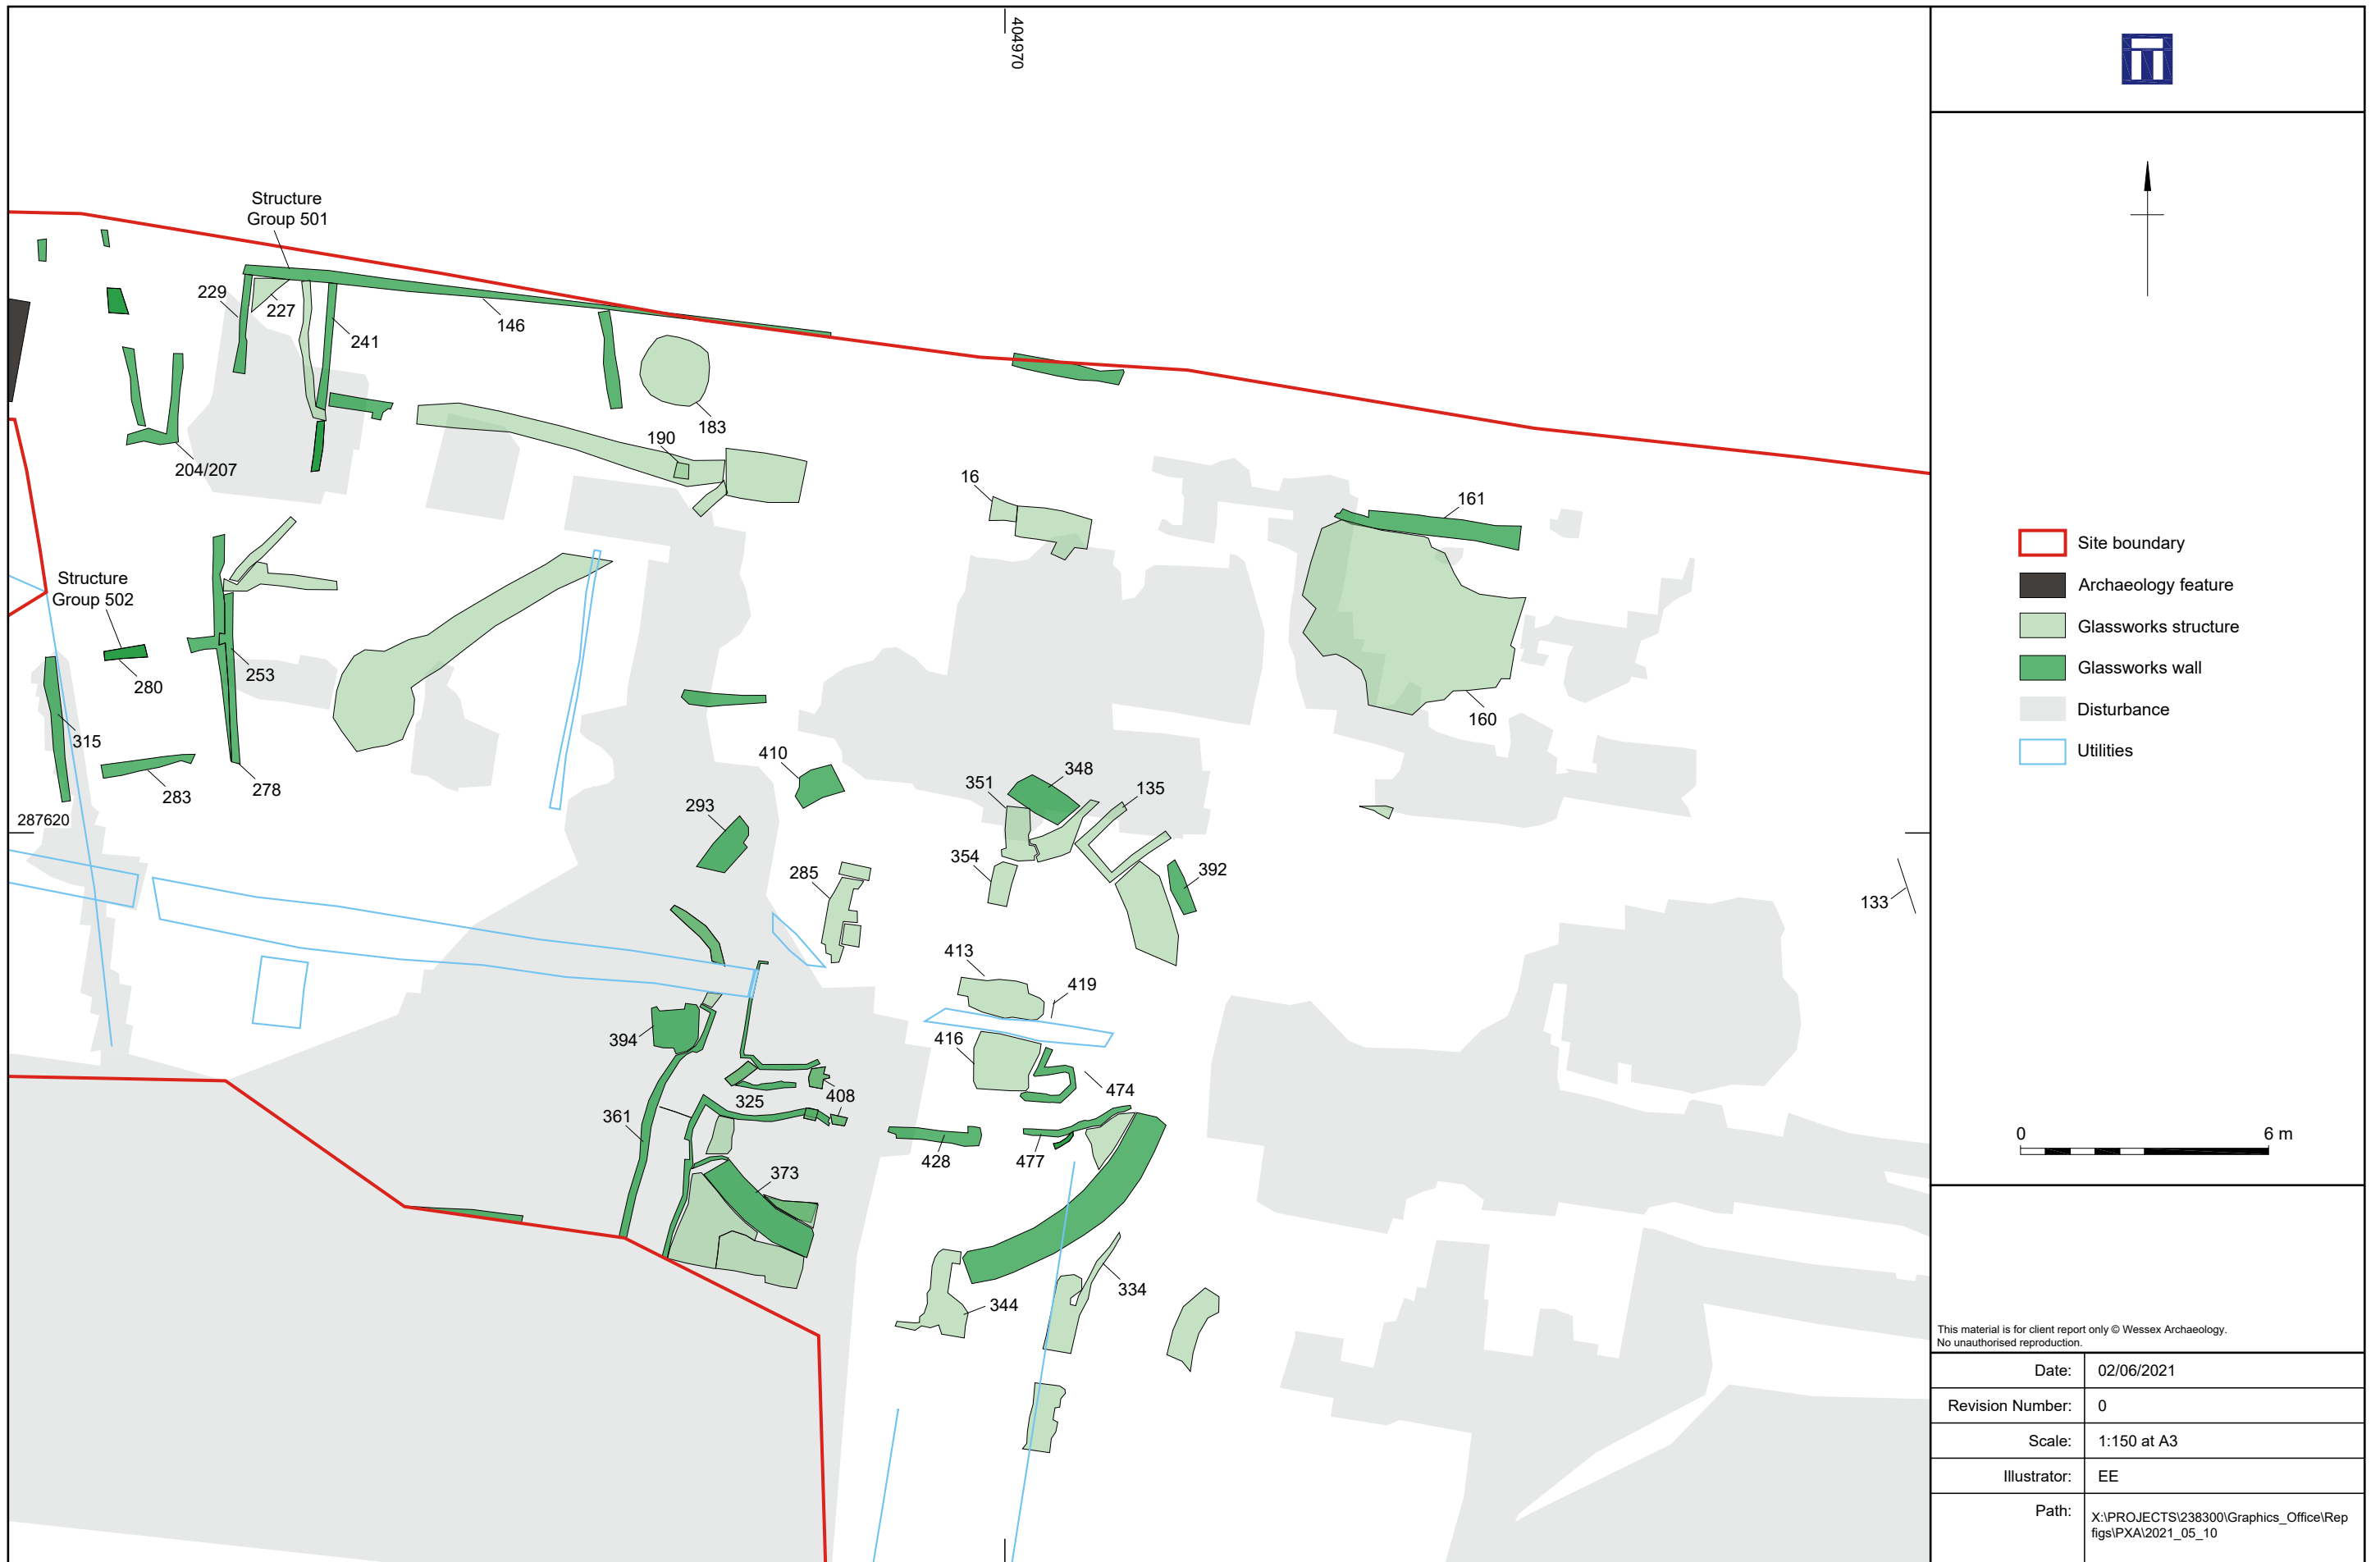 404970
Structure
Group 501
229
227
241
146
183
204/207
190
16
161
Structure
Group 502
280
253
315
283
278
160
287620
410
348
351
135
293
354
392
285
133
413
419
394
416
474
325
408
361
428
477
373
344
334
Site boundary
Archaeology feature
Glassworks structure
Glassworks wall
Disturbance
Utilities
0 6 m
This material is for client report only © Wessex Archaeology.
No unauthorised reproduction.
Date: 02/06/2021
Revision Number: 0
Scale: 1:150 at A3
Illustrator: EE
Path: X:\PROJECTS\238300\Graphics_Office\Rep
figs\PXA\2021_05_10